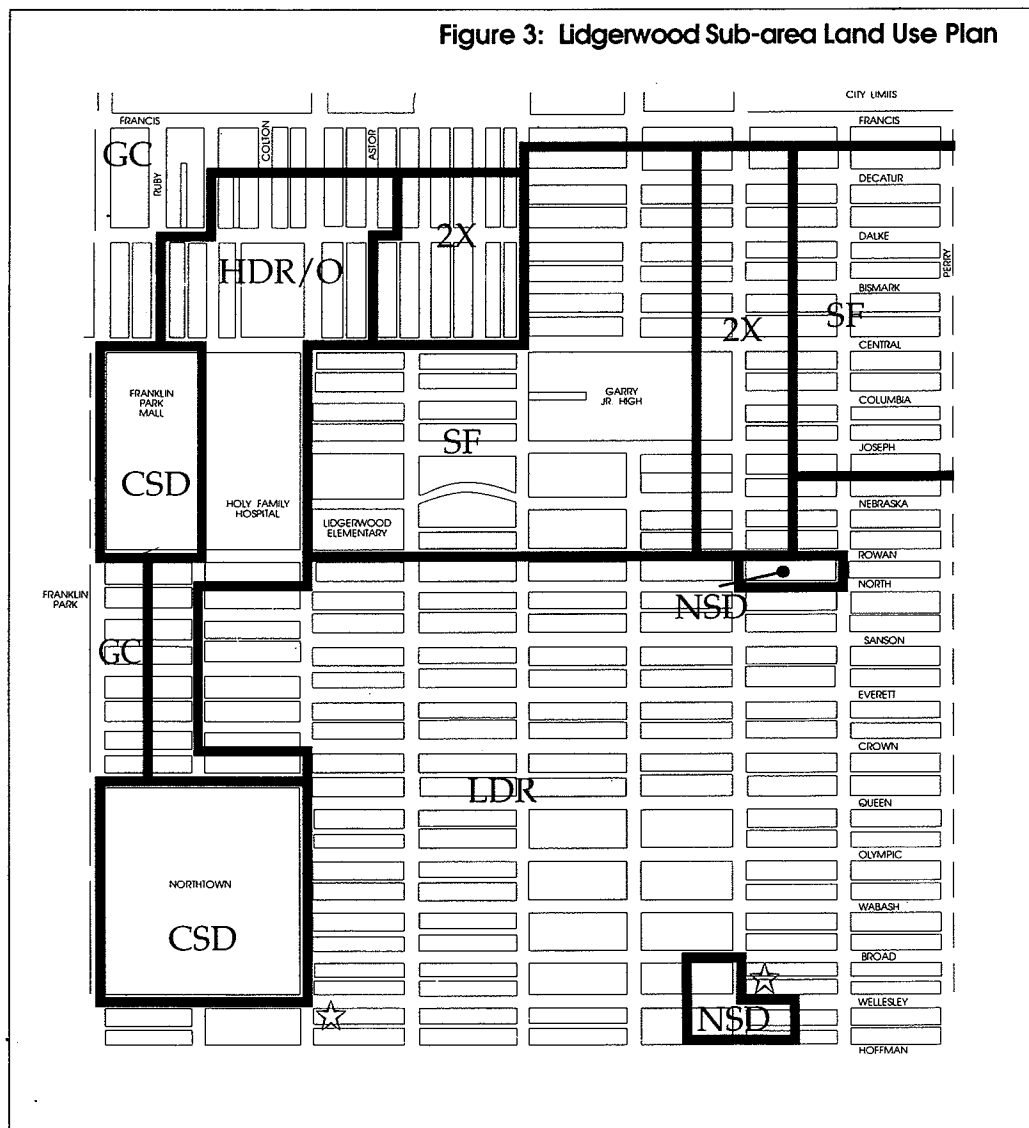 Figure 3: Lidgerwood Sub-area Land Use Plan
CITY LIMITS
FRANCIS
FRANCIS
GC
RUBY
COLTON
ASTOR
DECATUR
2X
DALKE
PERRY
HDR/O
BISMARK
SF
2X
CENTRAL
FRANKLIN
PARK
MALL
GARRY
JR. HIGH
COLUMBIA
SF
JOSEPH
CSD
HOLY FAMILY
HOSPITAL
NEBRASKA
LIDGERWOOD
ELEMENTARY
ROWAN
NORTH
FRANKLIN
PARK
NSD
SANSON
GC
EVERETT
CROWN
LDR
QUEEN
OLYMPIC
NORTHTOWN
WABASH
CSD
BROAD
WELLESLEY
NSD
HOFFMAN